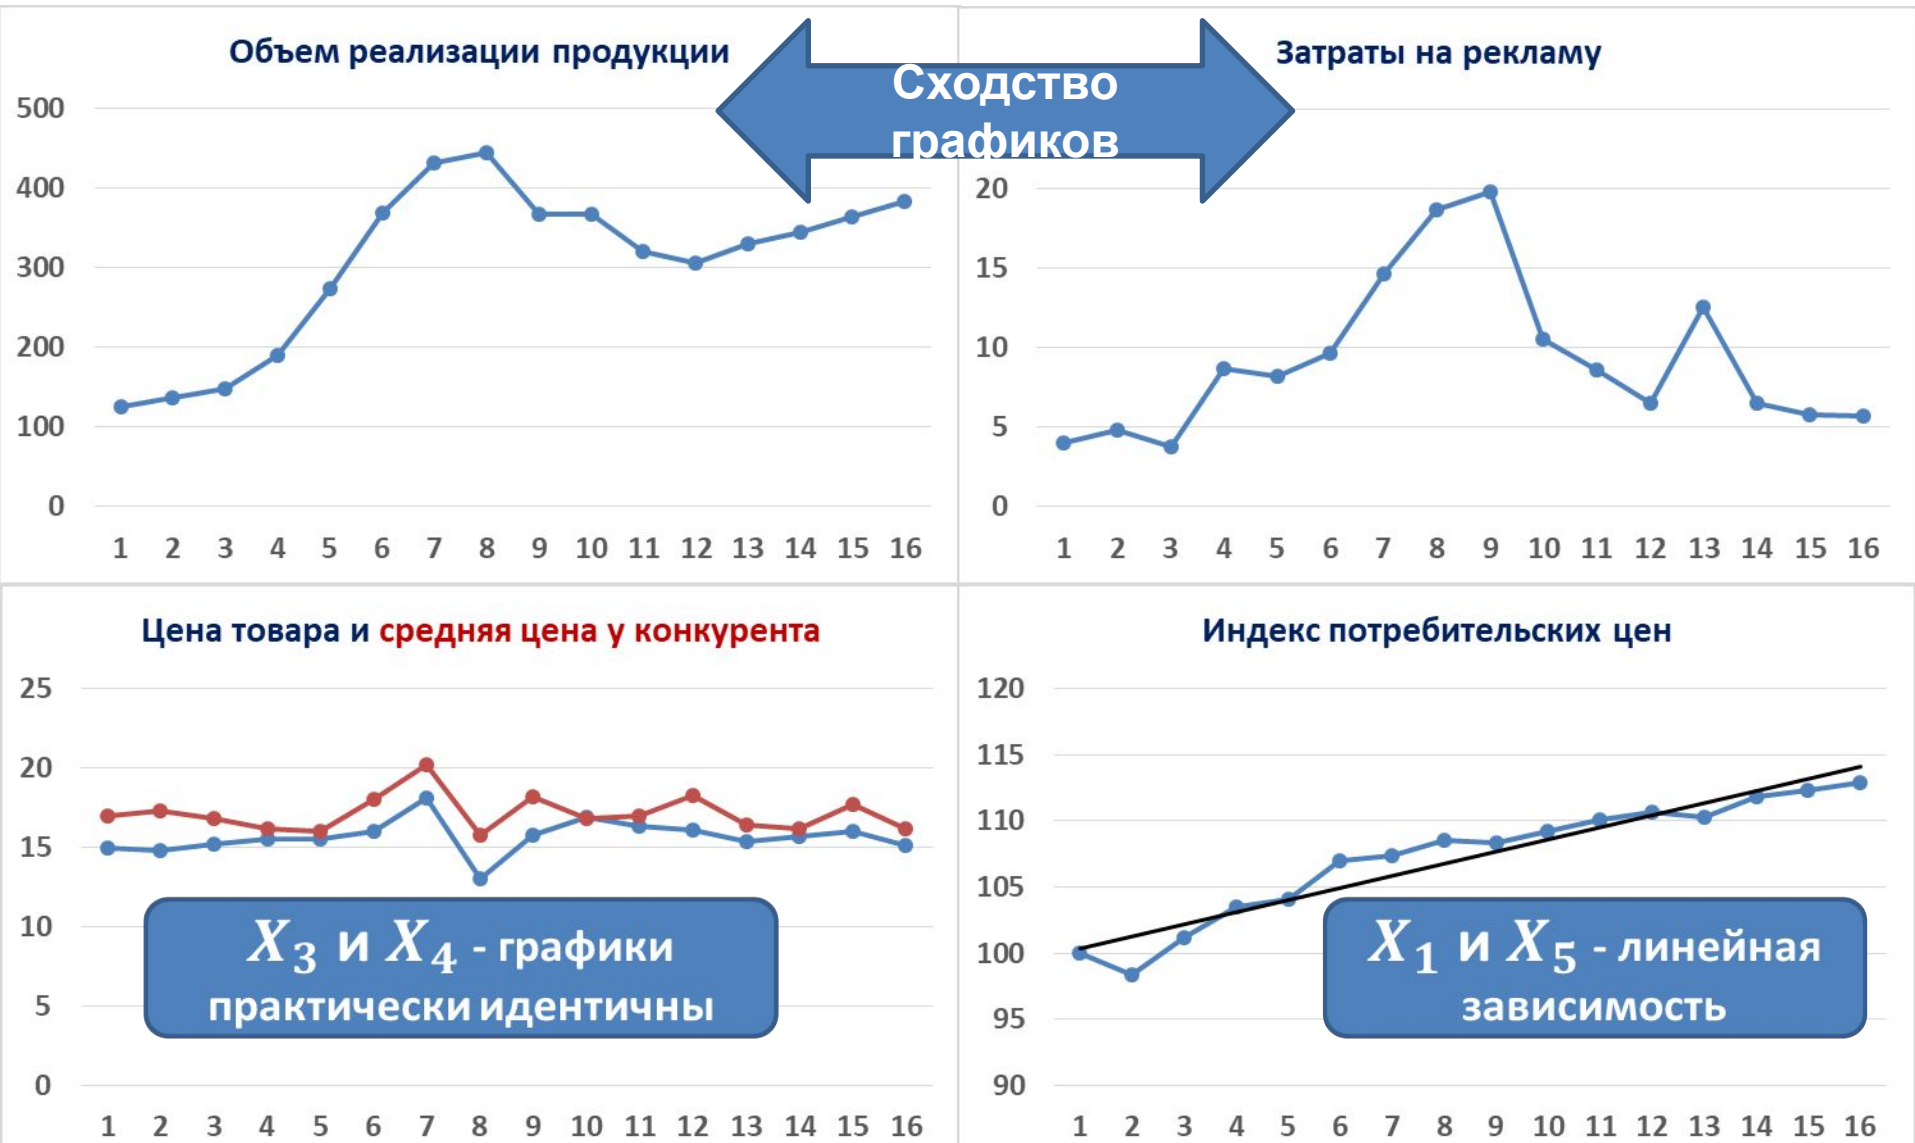 Объем реализации продукции
500
400
300
200
100
0
1 2 3 4 5 6 7 8 9 10 11 12 13 14 15 16
Сходство
графиков
Затраты на рекламу
20
15
10
5
0
1 2 3 4 5 6 7 8 9 10 11 12 13 14 15 16
Цена товара и средняя цена у конкурента
25
20
15
10
5
0
X₃ и X₄ - графики
практически идентичны
1 2 3 4 5 6 7 8 9 10 11 12 13 14 15 16
Индекс потребительских цен
120
115
110
105
100
95
90
X₁ и X₅ - линейная
зависимость
1 2 3 4 5 6 7 8 9 10 11 12 13 14 15 16